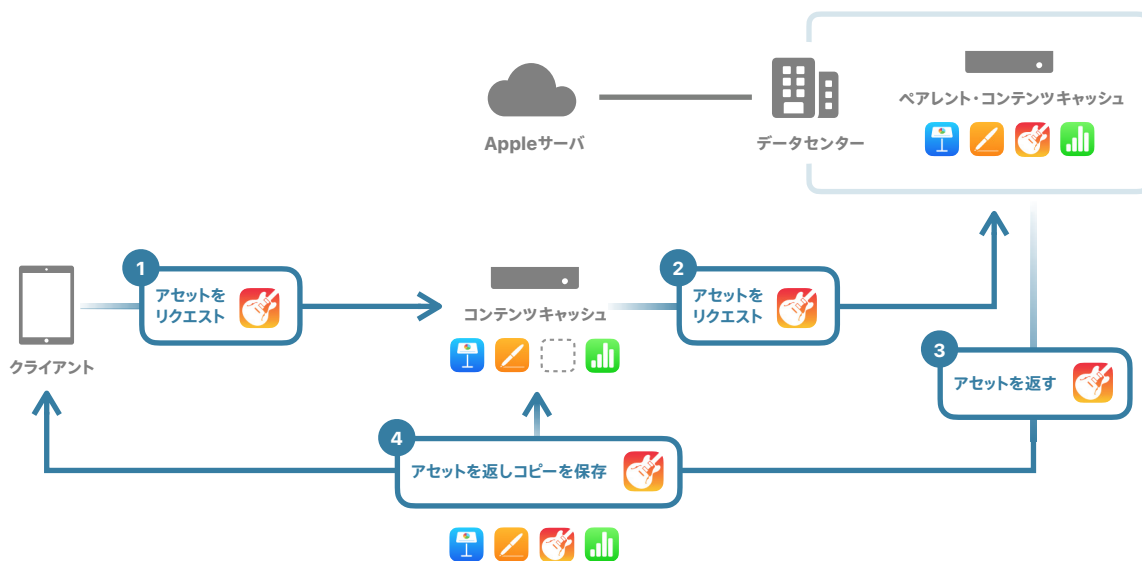 Appleサーバ
データセンター
ペアレント・コンテンツキャッシュ
クライアント
1
アセットを
リクエスト
コンテンツキャッシュ
2
アセットを
リクエスト
3
アセットを返す
4
アセットを返しコピーを保存